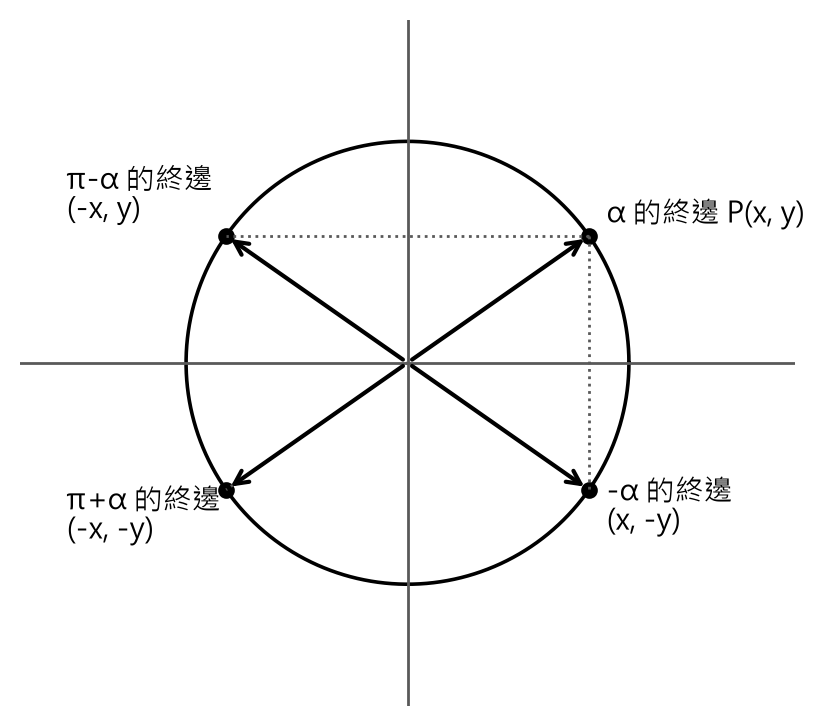 π-α 的終邊
(-x, y)
α 的終邊 P(x, y)
π+α 的終邊
(-x, -y)
-α 的終邊
(x, -y)